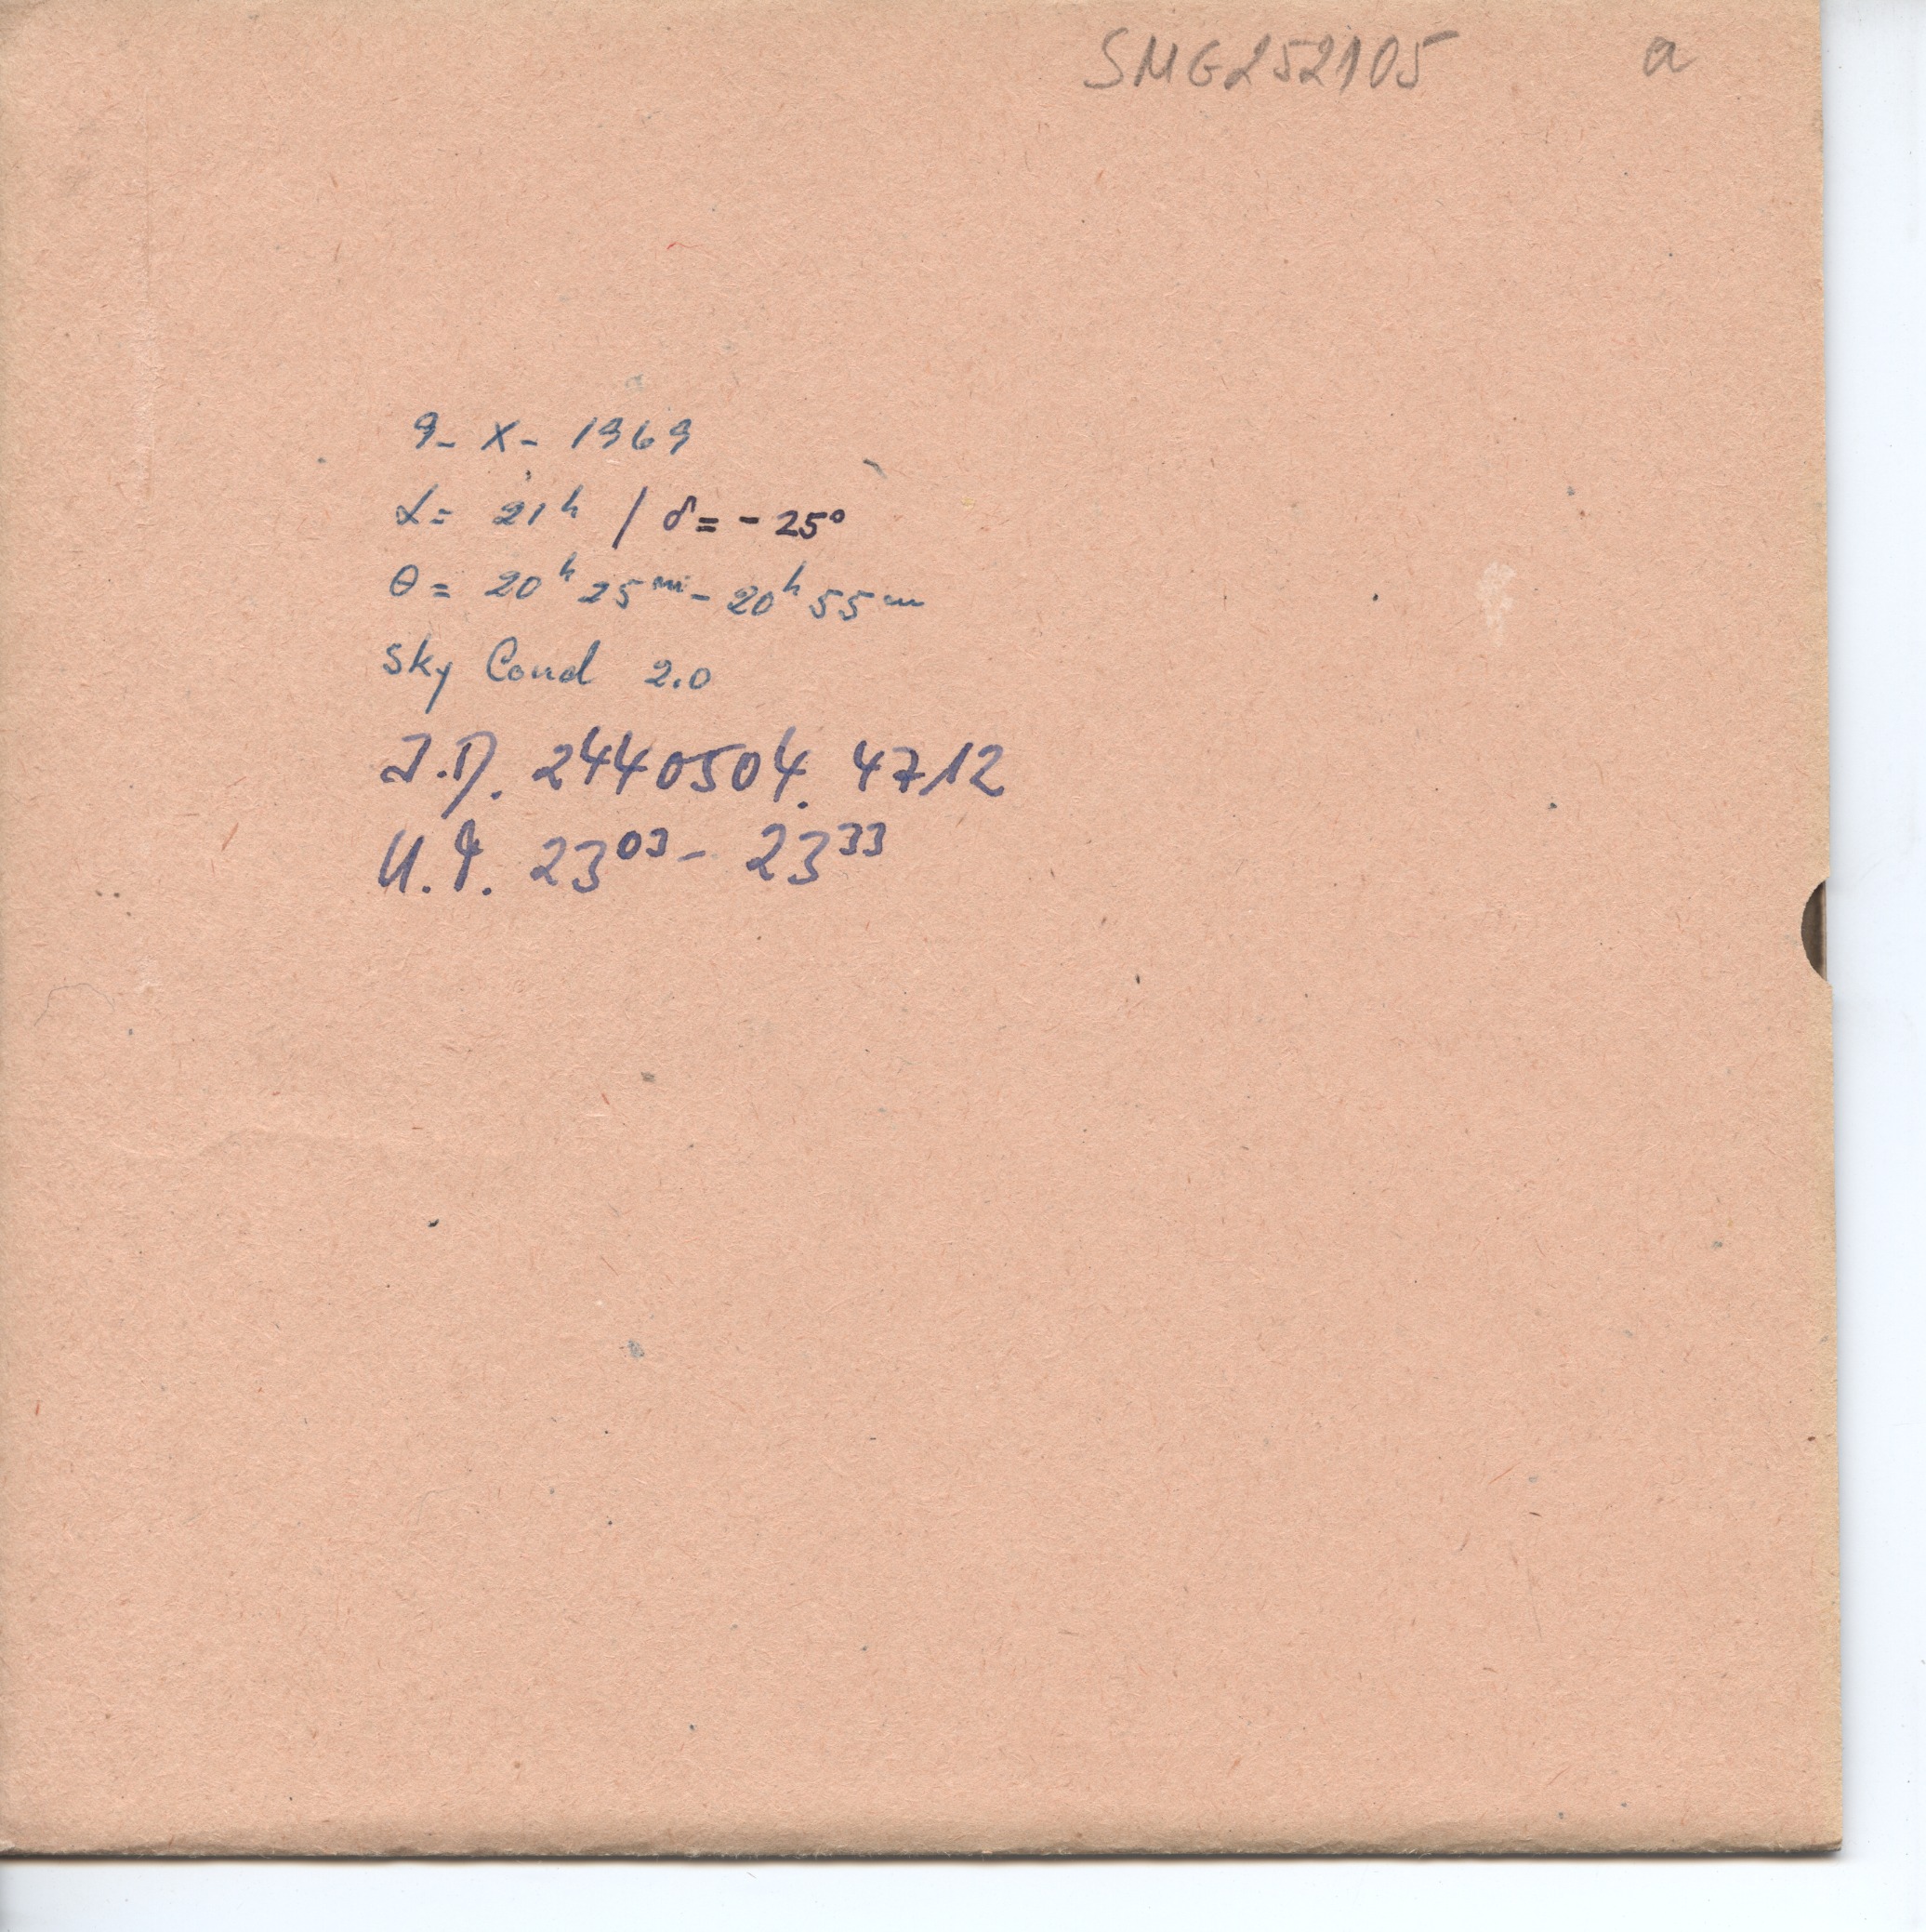 SMG252105 a
9- X- 1969
α= 21ʰ / δ= - 25°
θ= 20ʰ 25ᵐ - 20ʰ 55ᵐ
Sky Cond 2.0
J.D. 2440504. 4712
U.T. 23⁰³ - 23³³